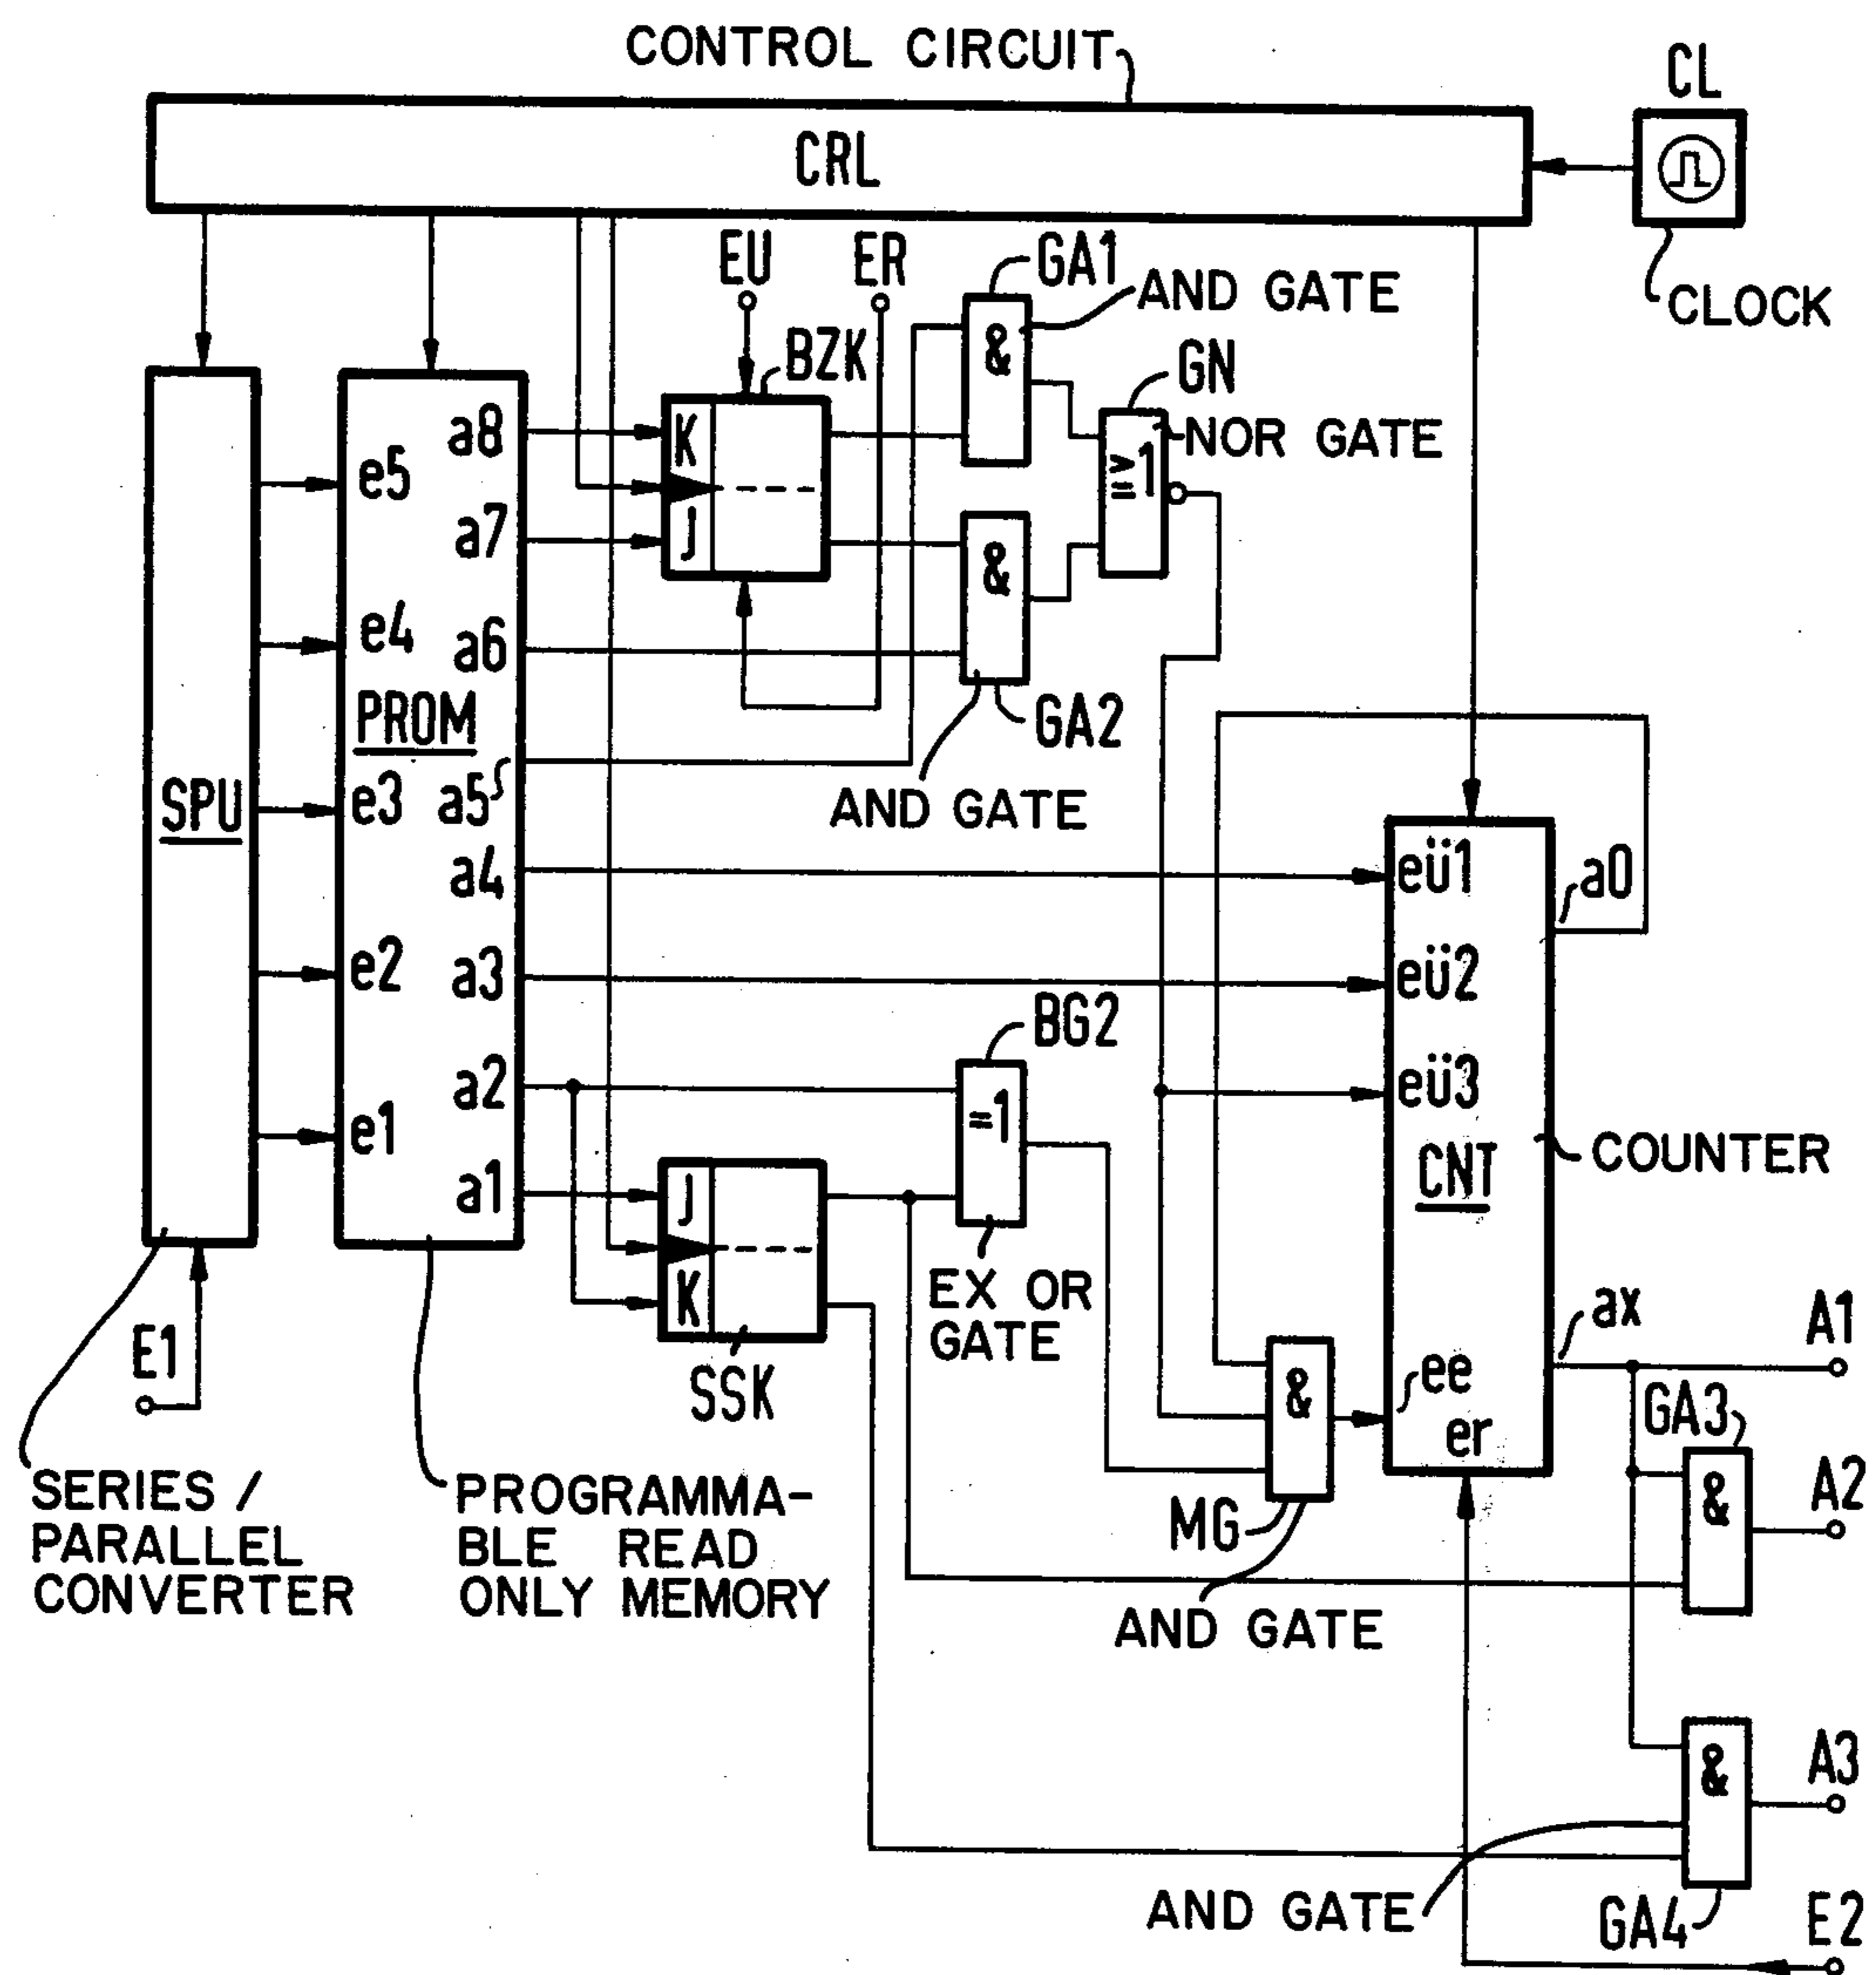 CONTROL CIRCUIT
CL
CRL
CLOCK
EU
ER
GA1
AND GATE
&
BZK
GN
NOR GATE
≥1
K
J
a8
e5
a7
&
e4
a6
GA2
PROM
AND GATE
SPU
e3
a5
a4
eü1
a0
e2
a3
eü2
BG2
a2
=1
eü3
e1
COUNTER
CNT
a1
J
K
EX OR
GATE
SSK
E1
ax
A1
ee
&
er
GA3
&
A2
SERIES /
PARALLEL
CONVERTER
PROGRAMMA-
BLE READ
ONLY MEMORY
MG
AND GATE
&
A3
AND GATE
GA4
E2